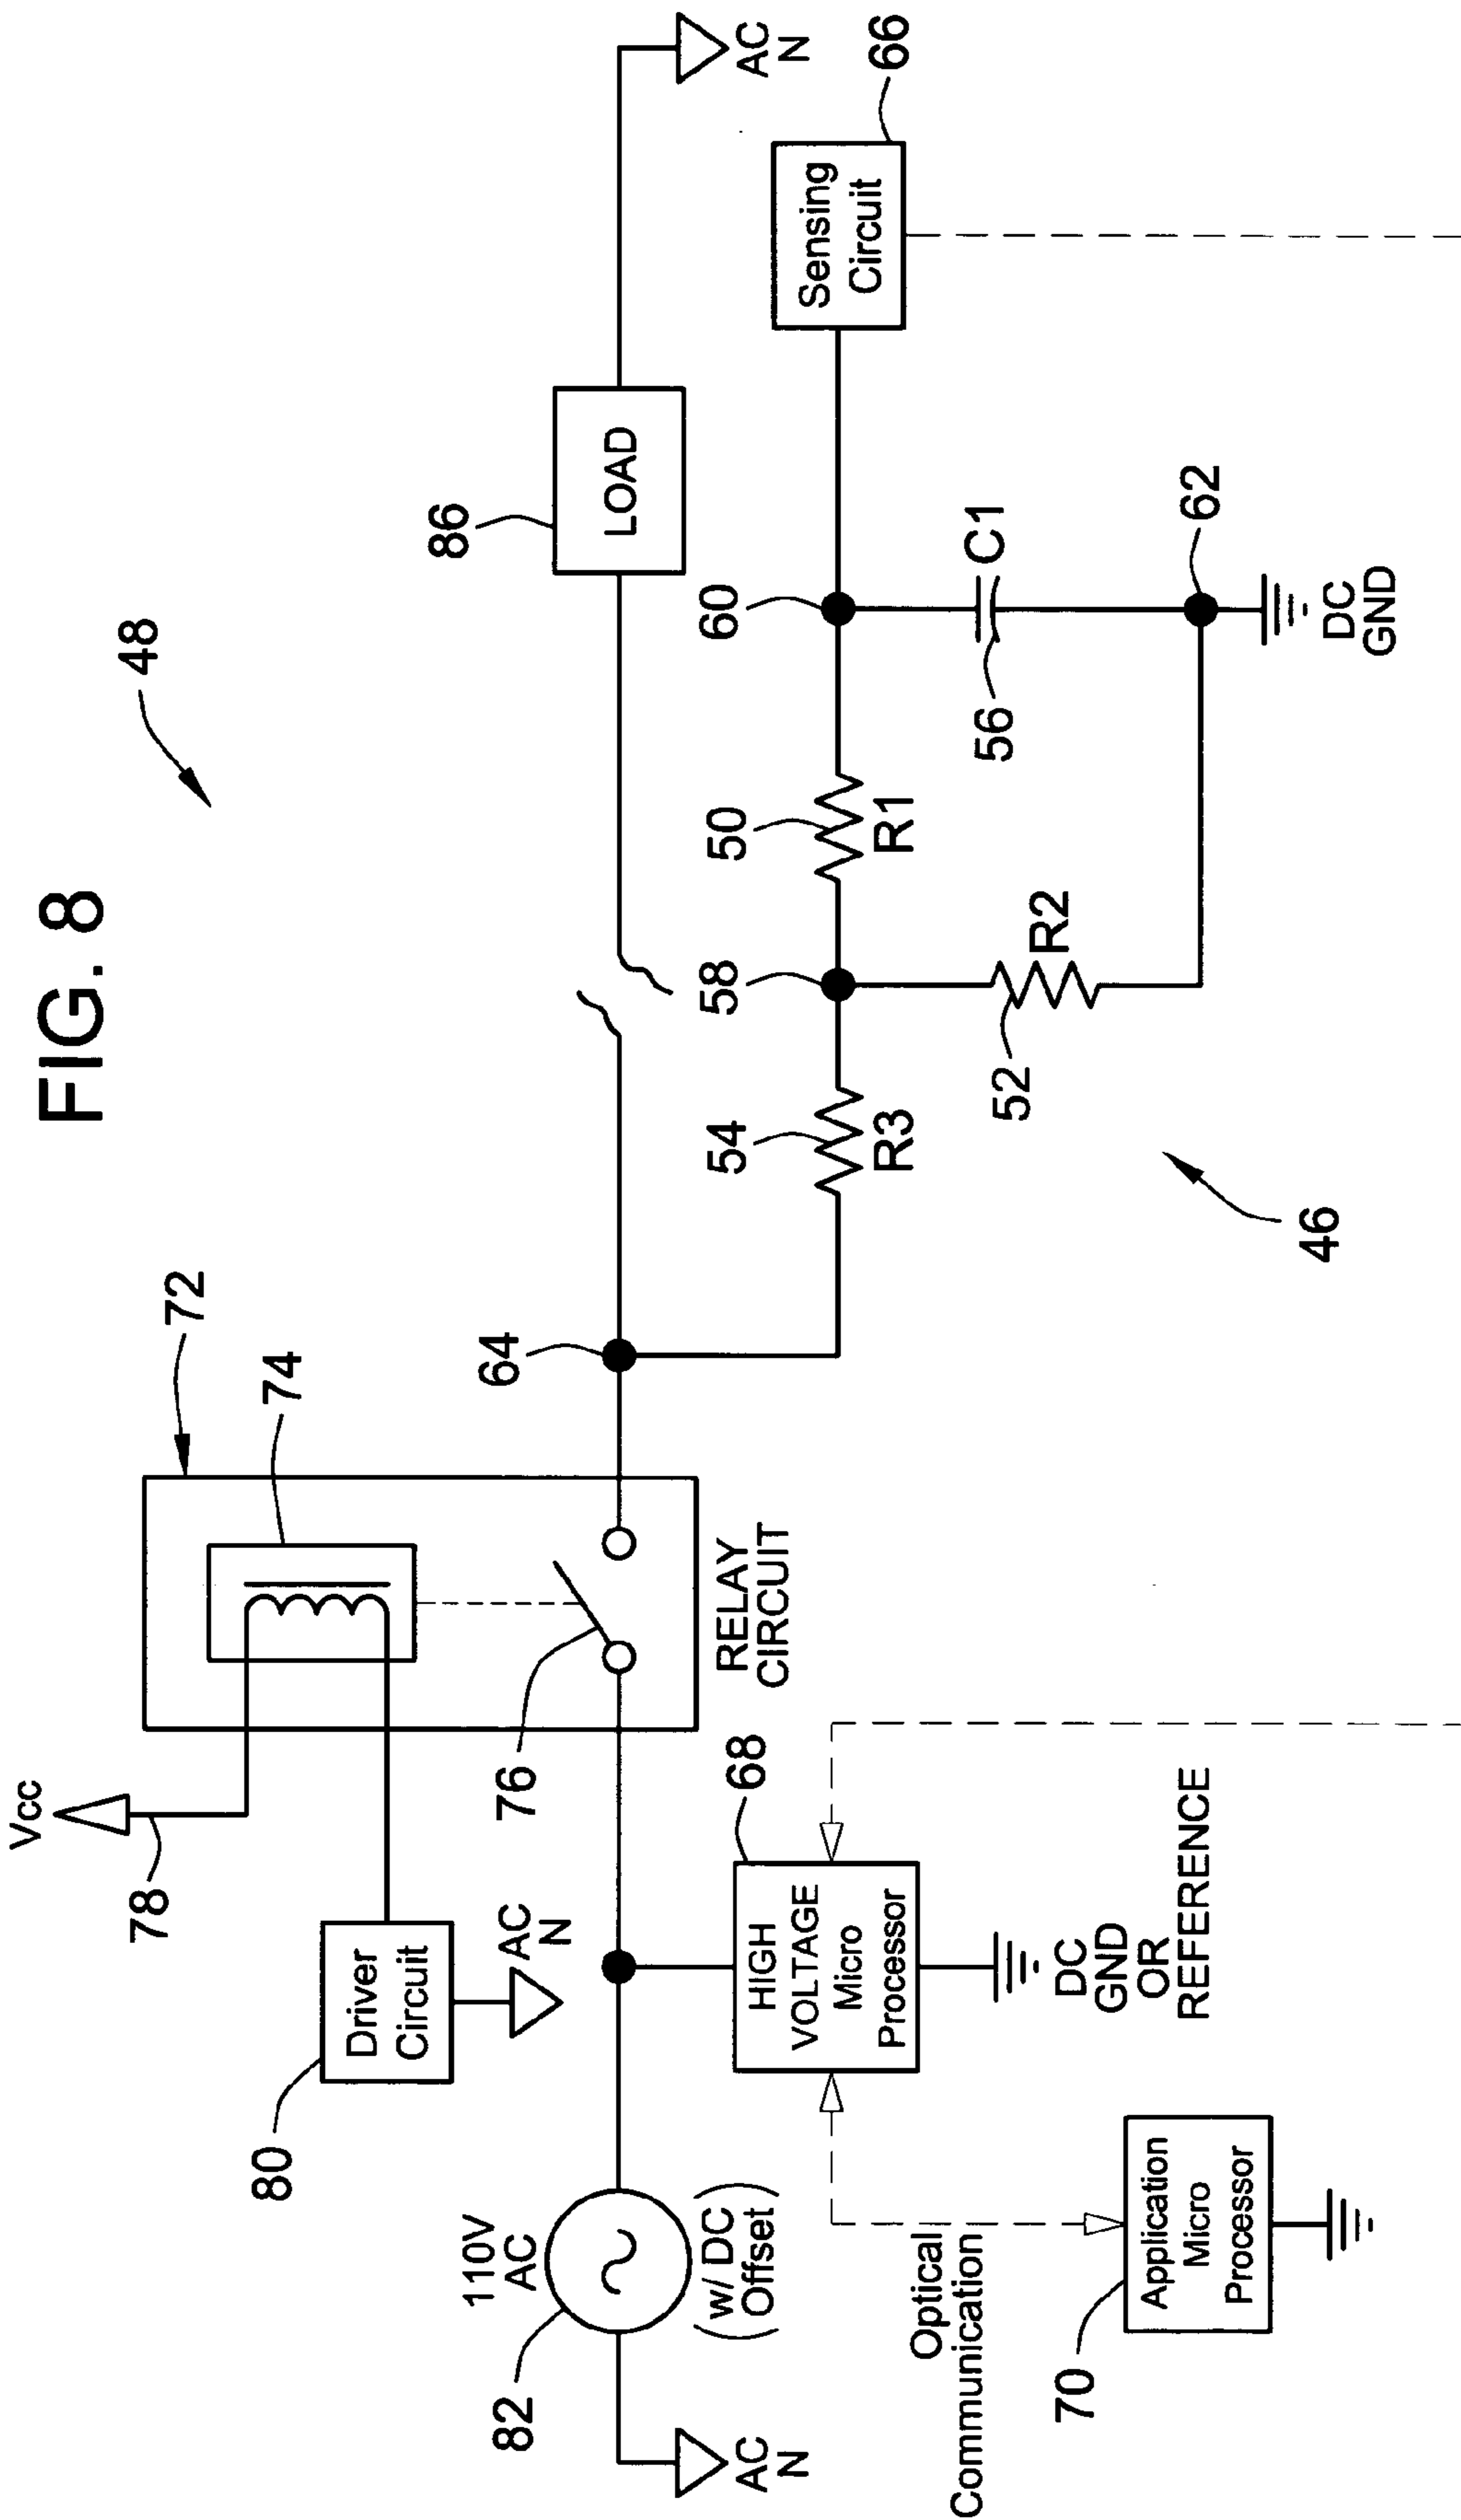 FIG. 8
48
72
74
Vcc
78
80
Driver
Circuit
AC
N
76
RELAY
CIRCUIT
64
86
LOAD
AC
N
110V
AC
82
(w/ DC
Offset)
AC
N
68
HIGH
VOLTAGE
Micro
Processor
DC
GND
OR
REFERENCE
Optical
Communication
70
Application
Micro
Processor
54
R3
58
50
R1
60
66
Sensing
Circuit
52
R2
56
C1
62
DC
GND
46